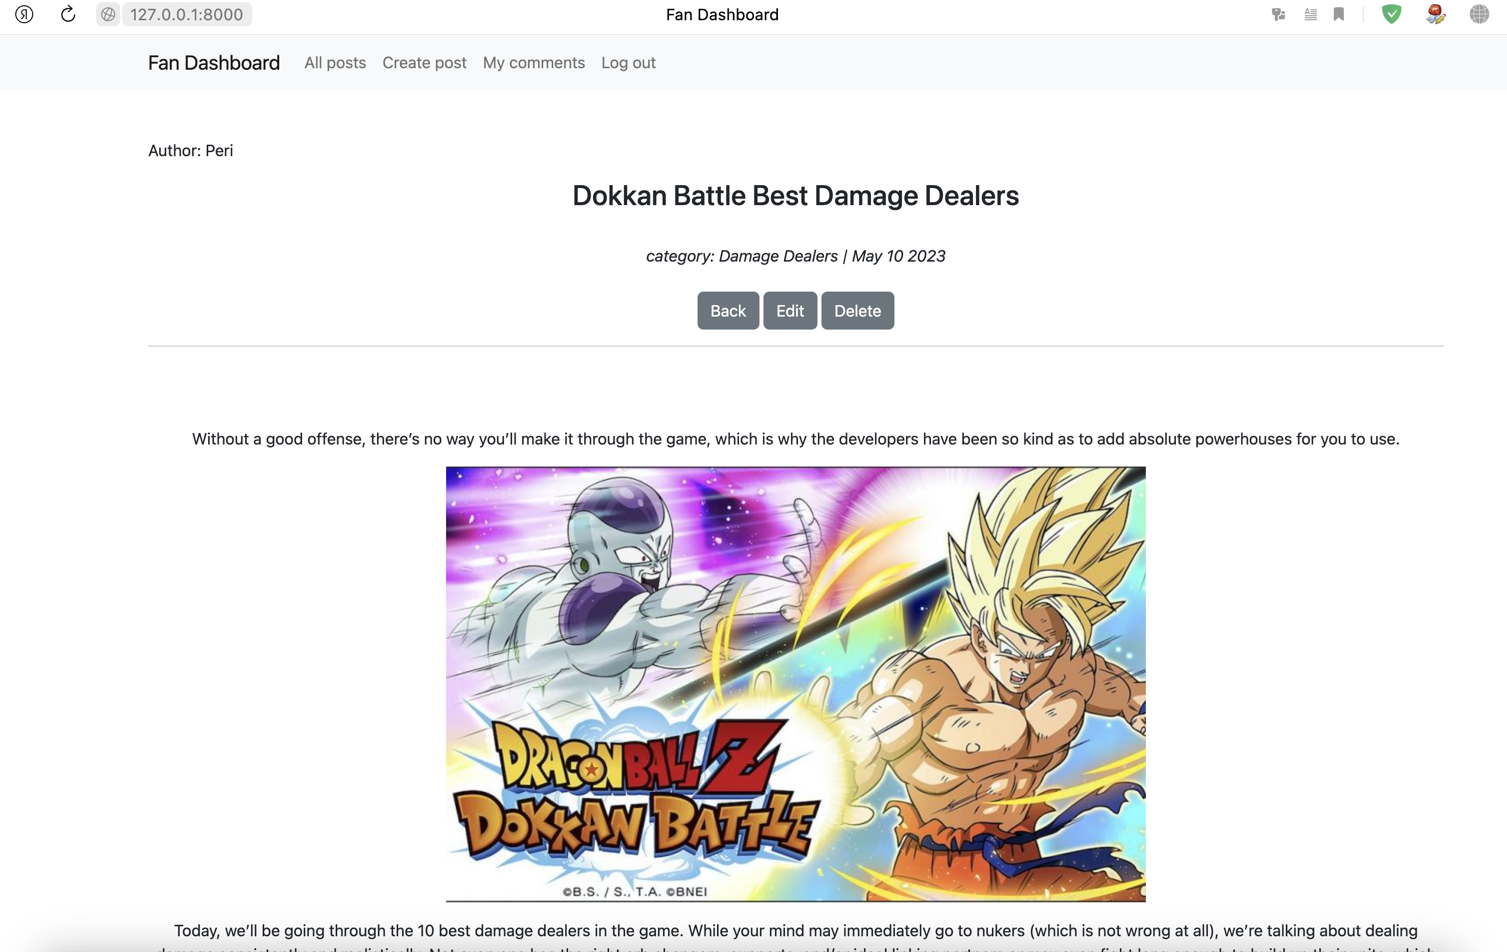 127.0.0.1:8000
Fan Dashboard
Fan Dashboard All posts Create post My comments Log out
Author: Peri
Dokkan Battle Best Damage Dealers
category: Damage Dealers | May 10 2023
Back Edit Delete
Without a good offense, there’s no way you’ll make it through the game, which is why the developers have been so kind as to add absolute powerhouses for you to use.
DRAGON BALL Z
DOKKAN BATTLE
©B.S. / S., T.A. ©BNEI
Today, we’ll be going through the 10 best damage dealers in the game. While your mind may immediately go to nukers (which is not wrong at all), we’re talking about dealing